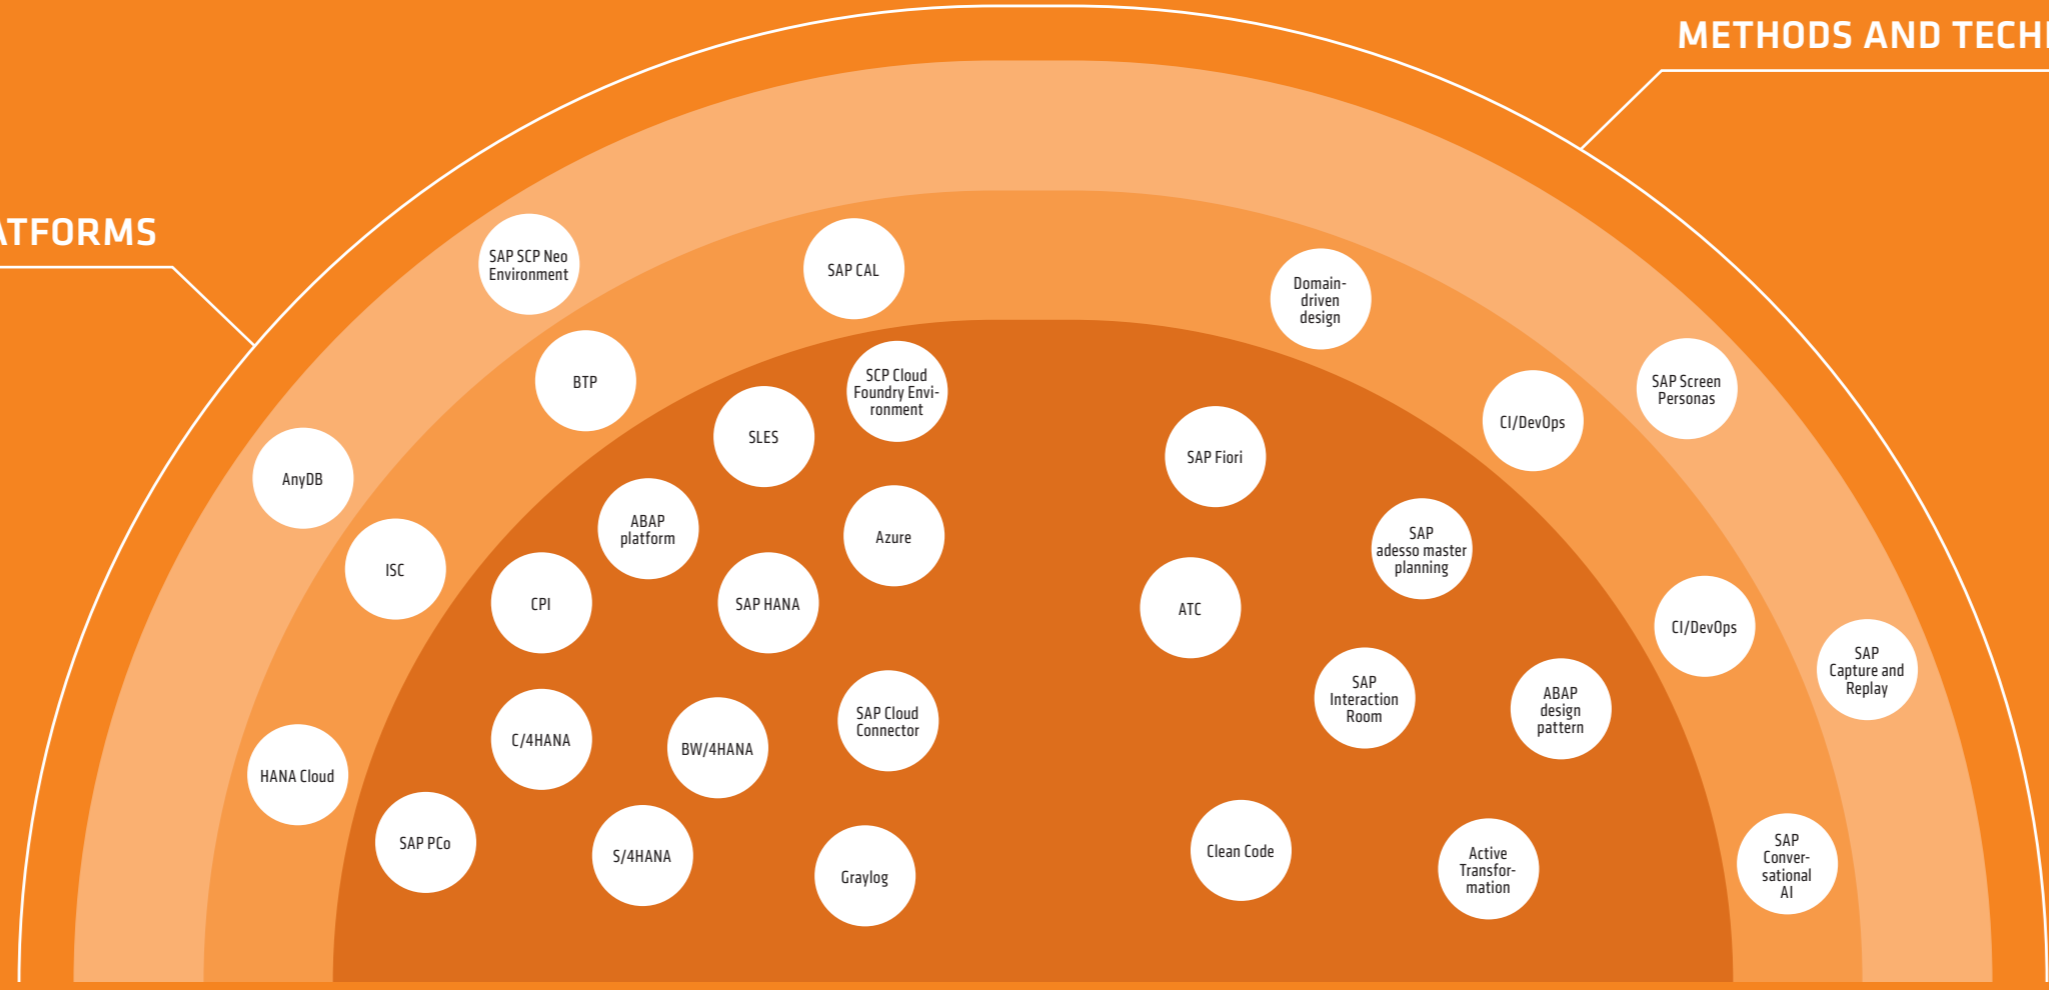 METHODS AND TECH
ATFORMS
SAP SCP Neo
Environment
SAP CAL
Domain-
driven
design
BTP
SCP Cloud
Foundry Envi-
ronment
SAP Screen
Personas
SLES
CI/DevOps
SAP Fiori
AnyDB
ABAP
platform
Azure
SAP
adesso master
planning
ISC
CPI
SAP HANA
ATC
CI/DevOps
SAP
Capture and
Replay
SAP
Interaction
Room
ABAP
design
pattern
SAP Cloud
Connector
C/4HANA
BW/4HANA
HANA Cloud
SAP PCo
S/4HANA
Graylog
Clean Code
Active
Transfor-
mation
SAP
Conver-
sational
AI